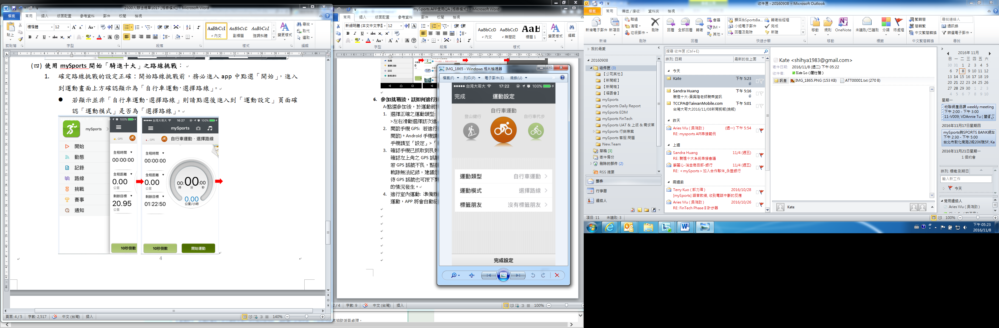 2500人辦法規章1017 [相容模式] - Microsoft Word
檔案 常用 插入 版面配置 參考資料 郵件 校閱 檢視
貼上 標楷體 12
AaBbCcI AaBbCcD AaBbCcL
內文 副標題 強調斜體 變更樣式
尋找 取代 選取
剪貼簿 字型 段落 樣式 編輯
(四) 使用 mySports 開始「騎進十大」之路線挑戰：
1. 確定路線挑戰的設定正確：開始路線挑戰前，務必進入 app 中點選「開始」，進入
到運動畫面上方確認顯示為「自行車運動‧選擇路線」。
● 若顯示並非「自行車運動‧選擇路線」則請點選後進入到「運動設定」頁面確
認「運動模式」是否為「選擇路線」。
mySports
開始
動態
記錄
路線
挑戰
賽事
通知
100%
GPS
全程時間
00:00:00
全程距離
0.00
公里
剩餘目標
20.95
公里
10秒倒數
台灣大哥大 16:27 100%
mySports
GPS 自行車運動 · 選擇路線
全程時間
00:00:00
全程距離
0.00
公里
剩餘目標
01:22:50
00:00:00
時 分 秒
0.00
公里/小時
10秒倒數 開始運動
4
頁面: 4 / 5 字數: 2,517 中文 (台灣) 插入 140%
mySports APP使用QA [相容模式] - Microsoft Word
常用 插入 版面配置 參考資料 郵件 校閱 檢視
新細明體 (本文中文字型 12
AaBbCcD AaBbCcD AaB
內文 無間距 標題 1 變更樣式 編輯
字型 段落 樣式
推薦
賽事活動
設定
動態通知
6. 參加挑戰後，該如何進行
A:點選參加後，於運動前
1. 選擇正確之運動類型:
>左右滑動選擇該次進
2. 開啟手機 GPS: 若進行
開啟)。Android 手機請
手機請至「設定」>「
3. 確認手機已抓取到良好
確認左上角之 GPS 訊號
若 GPS 訊號不良，點選
軌跡無法紀錄，建議您
待 GPS 訊號也可按下開
的情況發生。
4. 進行室內運動: 準備就
運動，APP 將會自動紀
2 / 4 字數: 9 中文 (台灣) 插入 100%
將協助派員處理。
IMG_1865 - Windows 相片檢視器
檔案(F) 列印(P) 電子郵件(E) 燒錄(U)
台灣大哥大 17:22 100%
完成 運動設定
登山健行 自行車運動 自行車代步
運動類型 自行車運動
運動模式 選擇路線
標籤朋友 沒有標籤朋友
完成設定
收件匣 - 20160908 - Microsoft Outlook
檔案 常用 傳送 / 接收 資料夾 檢視
新增電子郵件 新項目
略過 清理 垃圾郵件 刪除
回覆 全部回覆 轉寄 會議 IM 其他
聯采&SportsBa... 轉寄給經理
小組電子郵件 完成
回覆及刪除 新建
移動 規則 OneNote
未讀取/已讀取 分類 待處理
繁轉簡 簡轉繁 中文繁簡轉換
尋找連絡人 通訊錄 篩選電子郵件
新增 刪除 回覆 快速步驟 移動 標籤 中文繁簡轉換 尋找
我的最愛
20160908
收件匣 (3)
【公司其他】
【新聞報】
【新聞稿】
【福委會】
mySports
mySports Daily Report
mySports EDM
mySports FinTech
mySports UAT & 上版 & 需求單
mySports 行銷專案
mySports 客服.問題
New.Team
草稿 [3]
寄件備份
刪除的郵件 (2)
RSS 摘要
郵件
行事曆
連絡人
項目: 11 未讀取: 3
搜尋 收件匣 (Ctrl+E)
排列: 日期 最新的在上面
今天
Kate 下午 5:23
Sandra Huang 下午 5:16
騎進十大-黃興隆老師騎乘資訊
TCCPA@TaiwanMobile.com 下午 5:01
台灣大哥大2016/11/08新聞剪報(晚報)
昨天
Aries Wu ( 吳鴻勛 ) (週一) 下午 5:54
RE: mysports API串接範例
上週
Sandra Huang 11/4 (週五)
RE: 騎進十大系統串接會議
蘇麗心-消金商品部-銀行 11/4 (週五)
RE: <mySports>加入合作夥伴_永豐銀行
兩週前
Terry Kuo ( 郭力瑋 ) 2016/10/28
[mySports] 語音教練, 收到電話中斷的反應
Aries Wu ( 吳鴻勛 ) 2016/10/26
RE: FinTech Phase II 計步器
Kate <shihya1983@gmail.com>
寄件日期: 2016/11/8 (週二) 下午 05:22
收件者: Kate Lo ( 羅仕雅 )
訊息 IMG_1865.PNG (153 KB) ATT00001.txt (270 B)
Kate
2016年 11月
日 一 二 三 四 五 六
30 31 1 2 3 4 5
6 7 8 9 10 11 12
13 14 15 16 17 18 19
20 21 22 23 24 25 26
27 28 29 30 1 2 3
4 5 6 7 8 9 10
星期一
物聯網產品課 weekly meeting
下午 2:00 - 下午 3:00
11-V009; VDAnnie Tu
2016年11月17日星期四
mySports與SPORTS BANK網站
下午 2:30 - 下午 5:00
台北市敦化南路2段206號5F; Ka
2016年11月21日星期一
1 個約會
排列: 標幟:到期日
輸入新工作
今天
常用連絡人
Aries Wu ( 吳鴻勛 )
100%
下午 05:23
2016/11/8